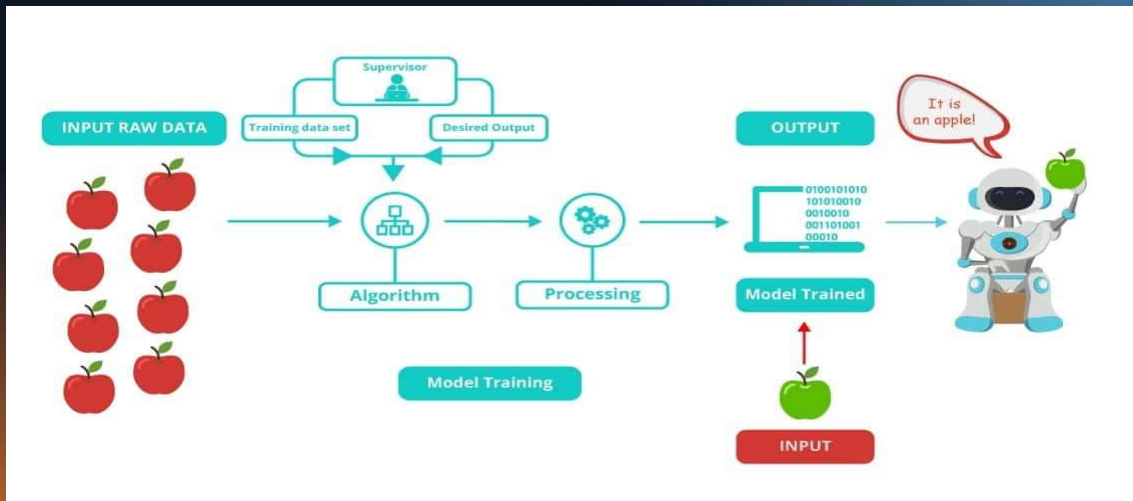 Supervisor
INPUT RAW DATA
Training data set
Desired Output
OUTPUT
It is
an apple!
0100101010
101010010
0010010
001101001
00010
Algorithm
Processing
Model Trained
Model Training
INPUT